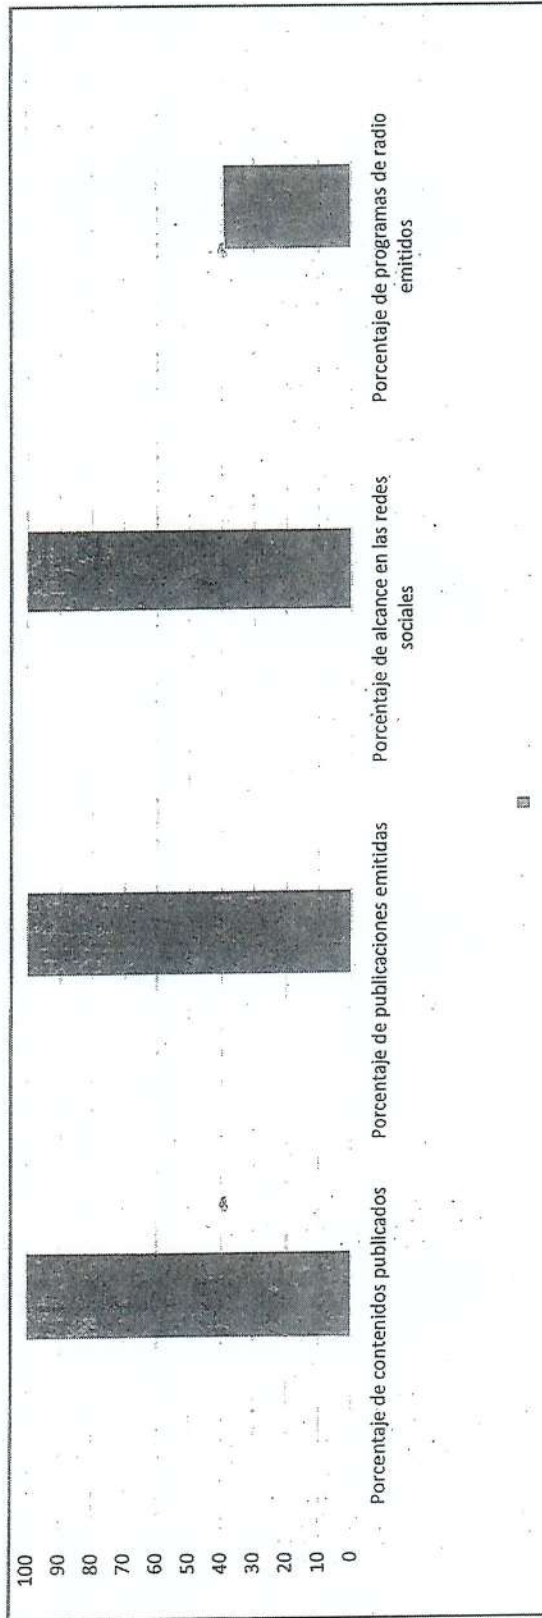 100
90
80
70
60
50
40
30
20
10
0
Porcentaje de contenidos publicados
Porcentaje de publicaciones emitidas
Porcentaje de alcance en las redes
sociales
Porcentaje de programas de radio
emitidos